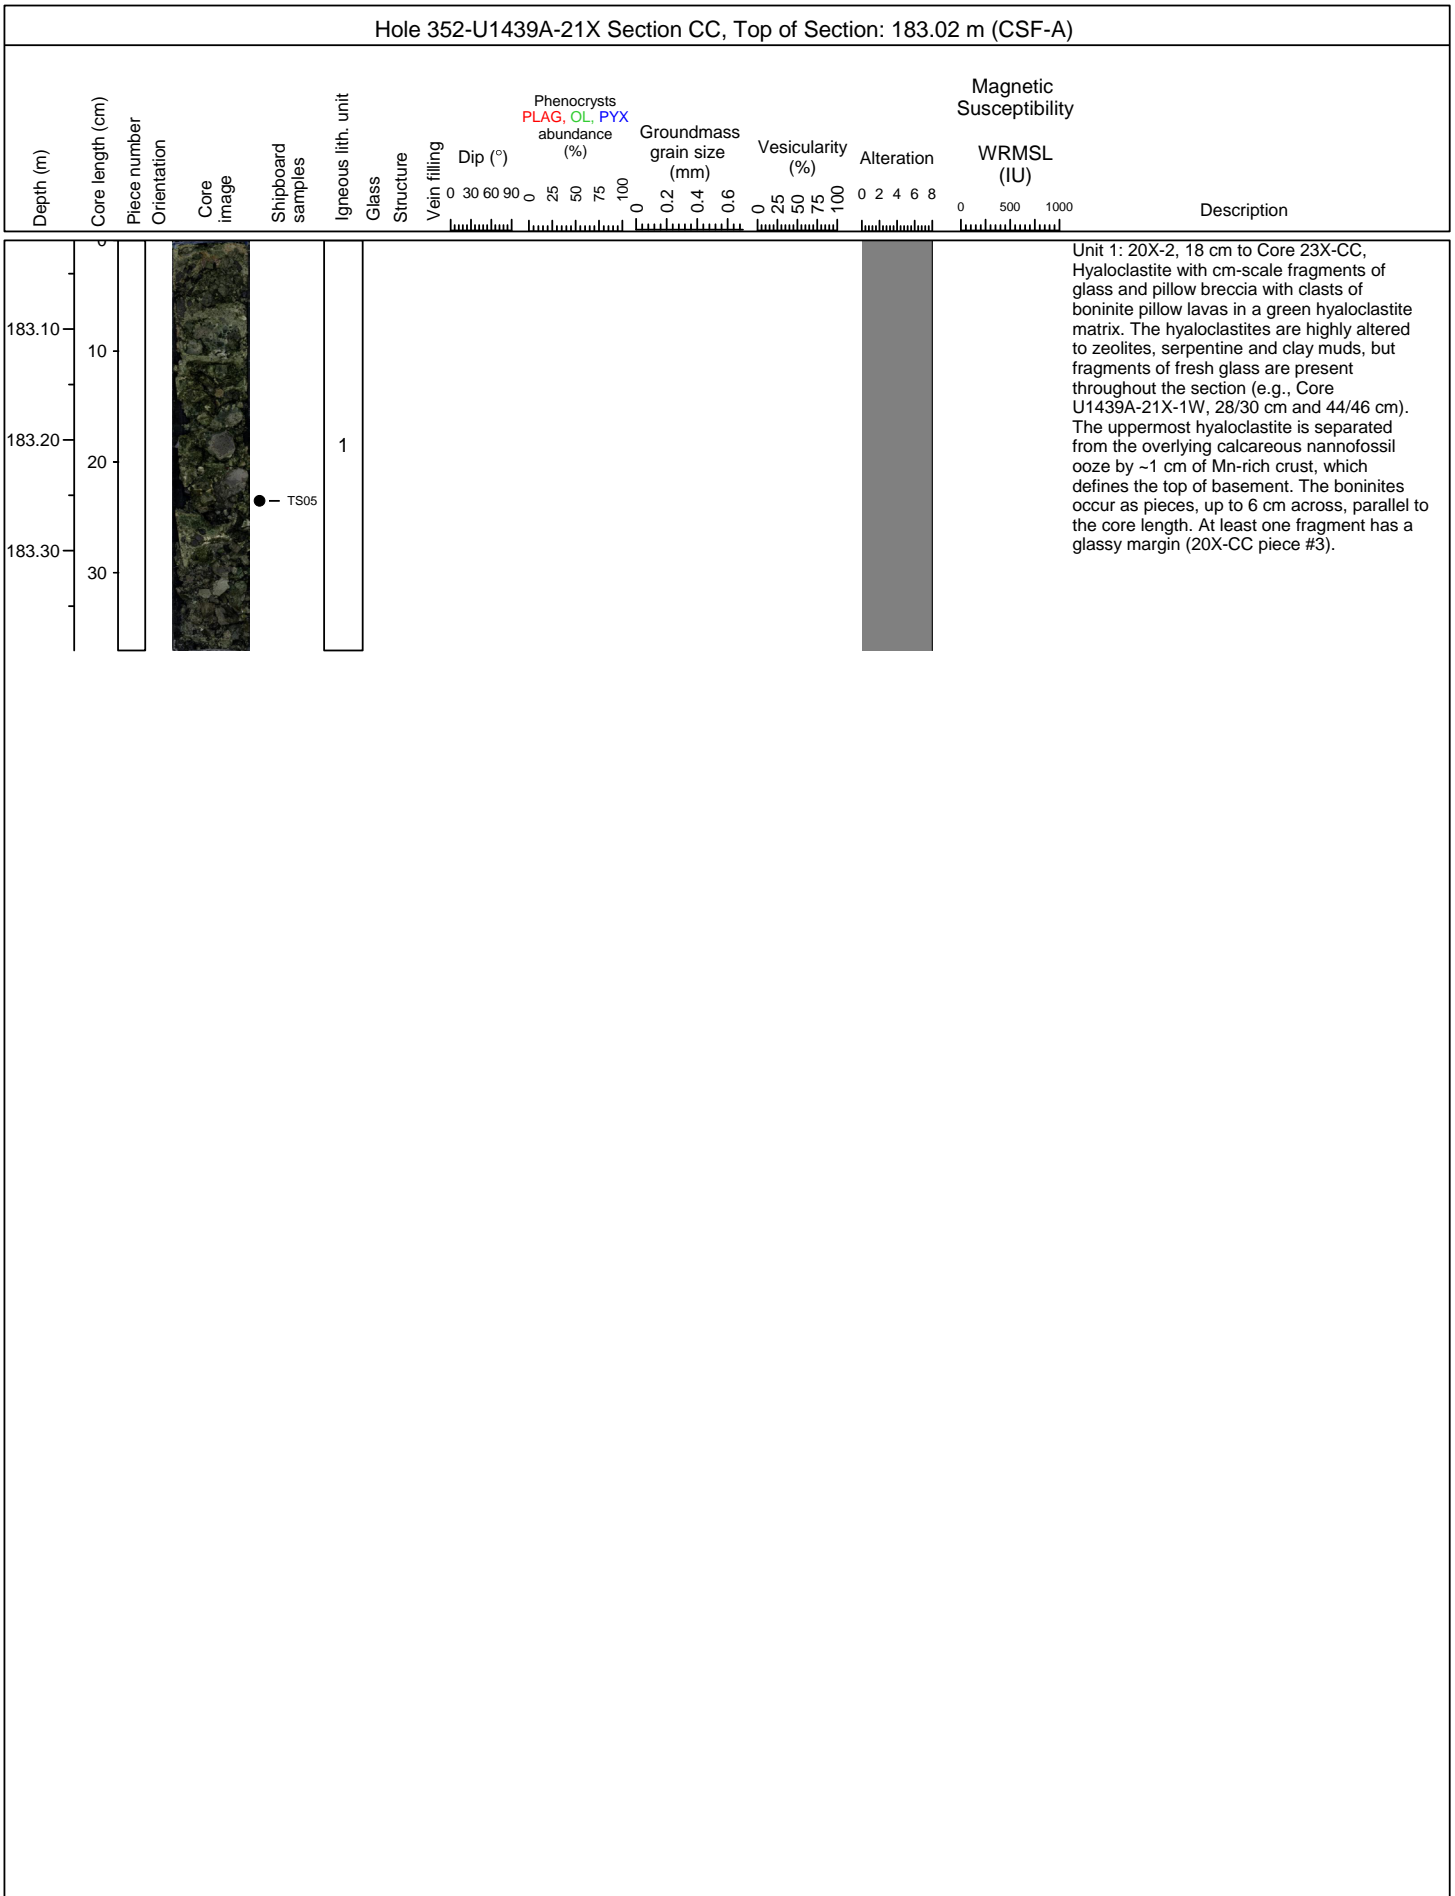 Hole 352-U1439A-21X Section CC, Top of Section: 183.02 m (CSF-A)
Depth (m)
Core length (cm)
Piece number
Orientation
Core
image
Shipboard
samples
Igneous lith. unit
Glass
Structure
Vein filling
Dip (°)
0 30 60 90
Phenocrysts
PLAG, OL, PYX
abundance
(%)
0 25 50 75 100
Groundmass
grain size
(mm)
0 0.2 0.4 0.6
Vesicularity
(%)
0 25 50 75 100
Alteration
0 2 4 6 8
Magnetic
Susceptibility
WRMSL
(IU)
0 500 1000
Description
0
183.10
10
183.20
20
183.30
30
TS05
1
Unit 1: 20X-2, 18 cm to Core 23X-CC,
Hyaloclastite with cm-scale fragments of
glass and pillow breccia with clasts of
boninite pillow lavas in a green hyaloclastite
matrix. The hyaloclastites are highly altered
to zeolites, serpentine and clay muds, but
fragments of fresh glass are present
throughout the section (e.g., Core
U1439A-21X-1W, 28/30 cm and 44/46 cm).
The uppermost hyaloclastite is separated
from the overlying calcareous nannofossil
ooze by ~1 cm of Mn-rich crust, which
defines the top of basement. The boninites
occur as pieces, up to 6 cm across, parallel to
the core length. At least one fragment has a
glassy margin (20X-CC piece #3).